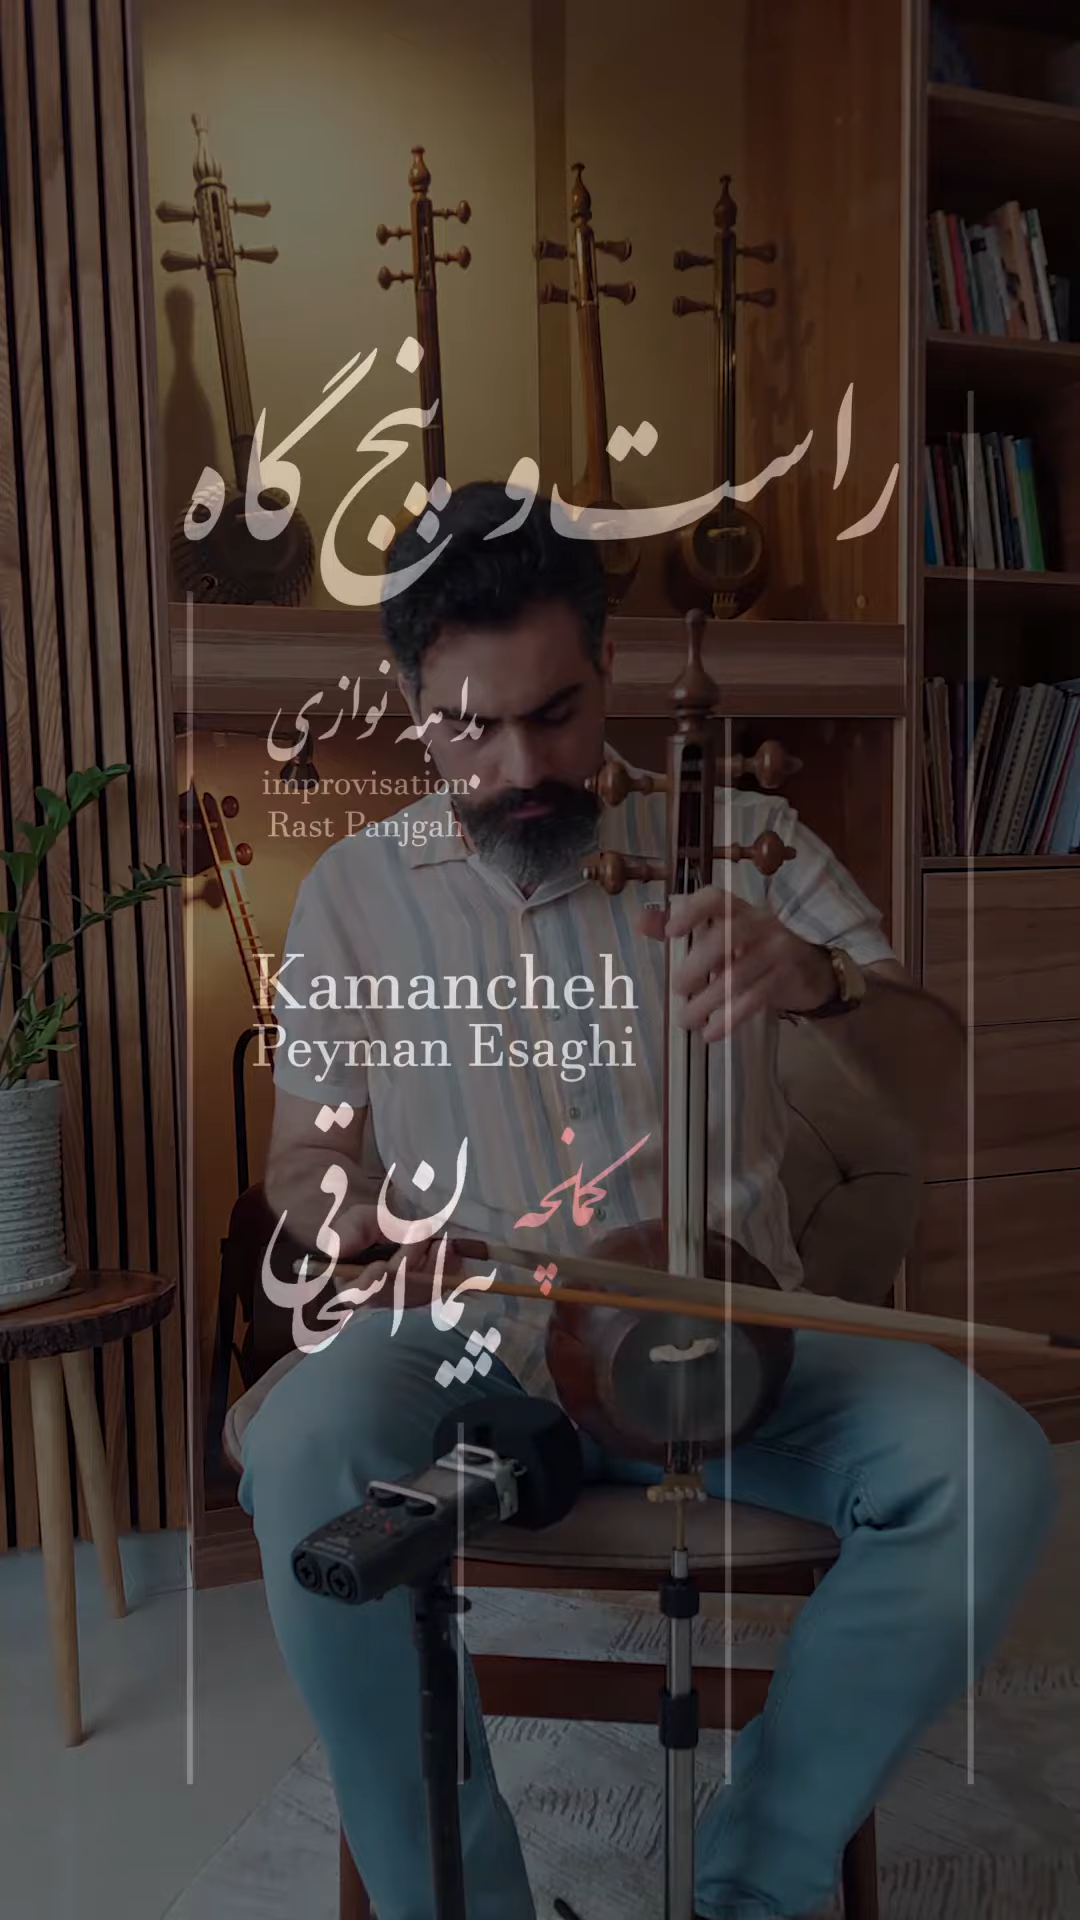 راست و پنج گاه
بداهه نوازی
improvisation
Rast Panjgah
Kamancheh
Peyman Esaghi
کمانچه
پیمان اسحاقی